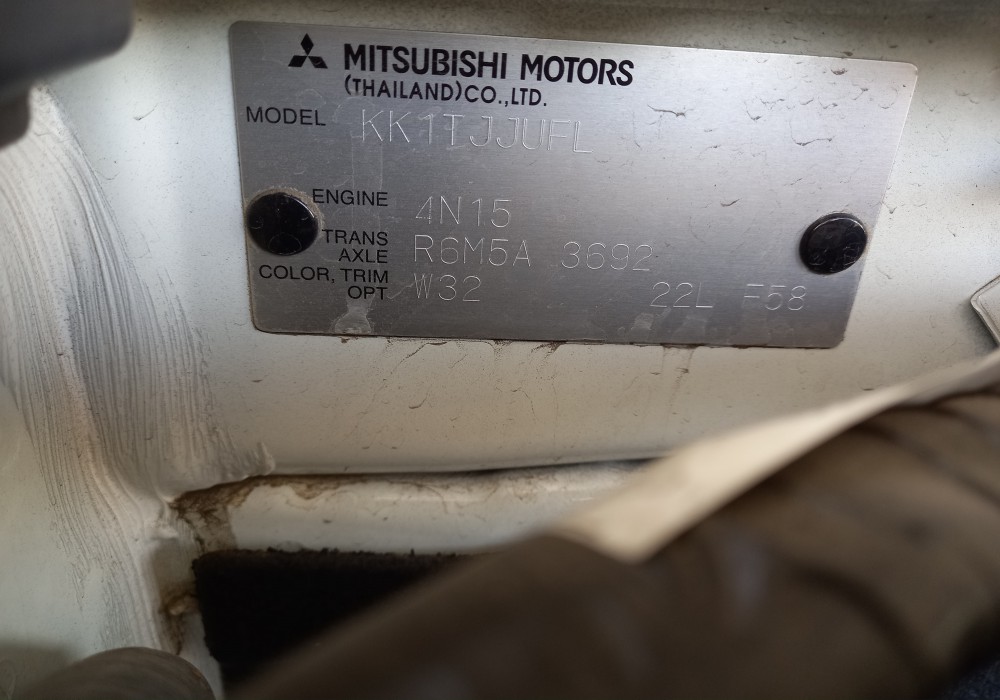 MITSUBISHI MOTORS
(THAILAND)CO.,LTD.
MODEL KK1TJJUFL
ENGINE 4N15
TRANS
AXLE R6M5A 3692
COLOR, TRIM
OPT W32 22L F58